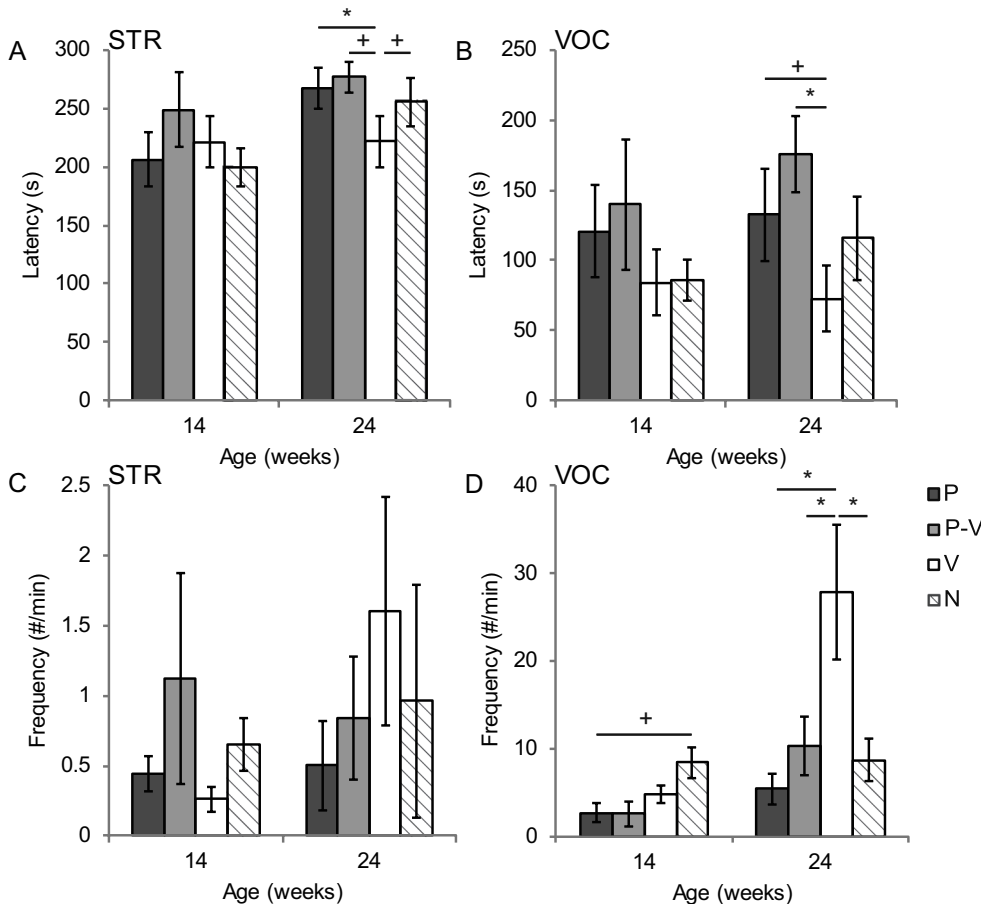 A STR
* + +
300
250
200
150
100
50
0
Latency (s)
14 24
Age (weeks)
B VOC
+
*
250
200
150
100
50
0
Latency (s)
14 24
Age (weeks)
C STR
2.5
2
1.5
1
0.5
0
Frequency (#/min)
14 24
Age (weeks)
D VOC
*
* *
+
40
30
20
10
0
Frequency (#/min)
14 24
Age (weeks)
P
P-V
V
N